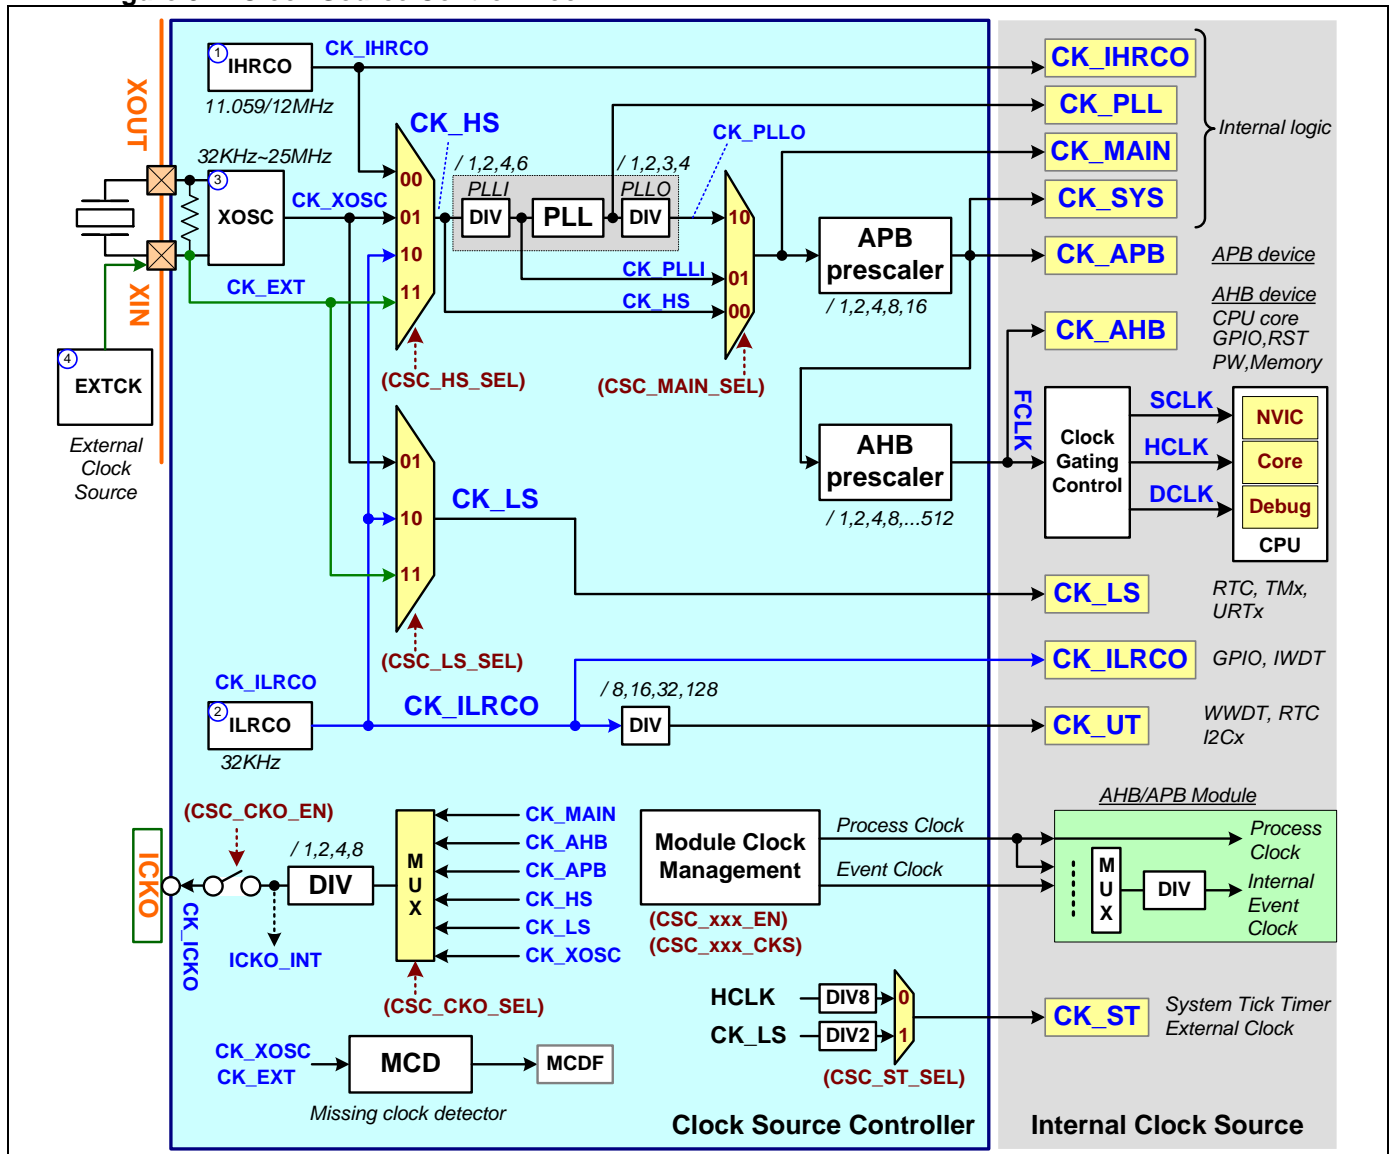 CK_IHRCO
1
IHRCO
11.059/12MHz
XOUT
XIN
32KHz~25MHz
3
XOSC
CK_XOSC
CK_EXT
4
EXTCK
External
Clock
Source
CK_HS
00
01
10
11
(CSC_HS_SEL)
/ 1,2,4,6
PLLI
DIV
PLL
/ 1,2,3,4
PLLO
DIV
CK_PLLO
CK_PLLI
CK_HS
10
01
00
(CSC_MAIN_SEL)
APB
prescaler
/ 1,2,4,8,16
AHB
prescaler
/ 1,2,4,8,...512
CK_IHRCO
CK_PLL
CK_MAIN
CK_SYS
Internal logic
CK_APB
APB device
CK_AHB
AHB device
CPU core
GPIO,RST
PW,Memory
FCLK
Clock
Gating
Control
SCLK
HCLK
DCLK
NVIC
Core
Debug
CPU
01
10
11
CK_LS
(CSC_LS_SEL)
CK_LS
RTC, TMx,
URTx
CK_ILRCO
2
ILRCO
32KHz
CK_ILRCO
/ 8,16,32,128
DIV
CK_ILRCO
GPIO, IWDT
CK_UT
WWDT, RTC
I2Cx
(CSC_CKO_EN)
ICKO
CK_ICKO
/ 1,2,4,8
DIV
ICKO_INT
MUX
CK_MAIN
CK_AHB
CK_APB
CK_HS
CK_LS
CK_XOSC
(CSC_CKO_SEL)
Module Clock
Management
Process Clock
Event Clock
(CSC_xxx_EN)
(CSC_xxx_CKS)
AHB/APB Module
MUX
DIV
Process
Clock
Internal
Event
Clock
HCLK
DIV8
0
CK_LS
DIV2
1
(CSC_ST_SEL)
CK_ST
System Tick Timer
External Clock
CK_XOSC
CK_EXT
MCD
MCDF
Missing clock detector
Clock Source Controller
Internal Clock Source